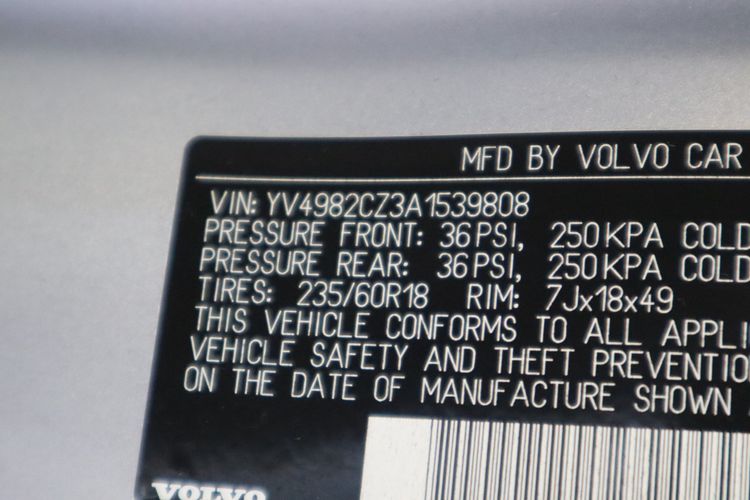 MFD BY VOLVO CAR
VIN: YV4982CZ3A1539808
PRESSURE FRONT: 36 PSI, 250 KPA COLD
PRESSURE REAR: 36 PSI, 250 KPA COLD
TIRES: 235/60R18 RIM: 7Jx18x49
THIS VEHICLE CONFORMS TO ALL APPLI
VEHICLE SAFETY AND THEFT PREVENTIO
ON THE DATE OF MANUFACTURE SHOWN
VOLVO